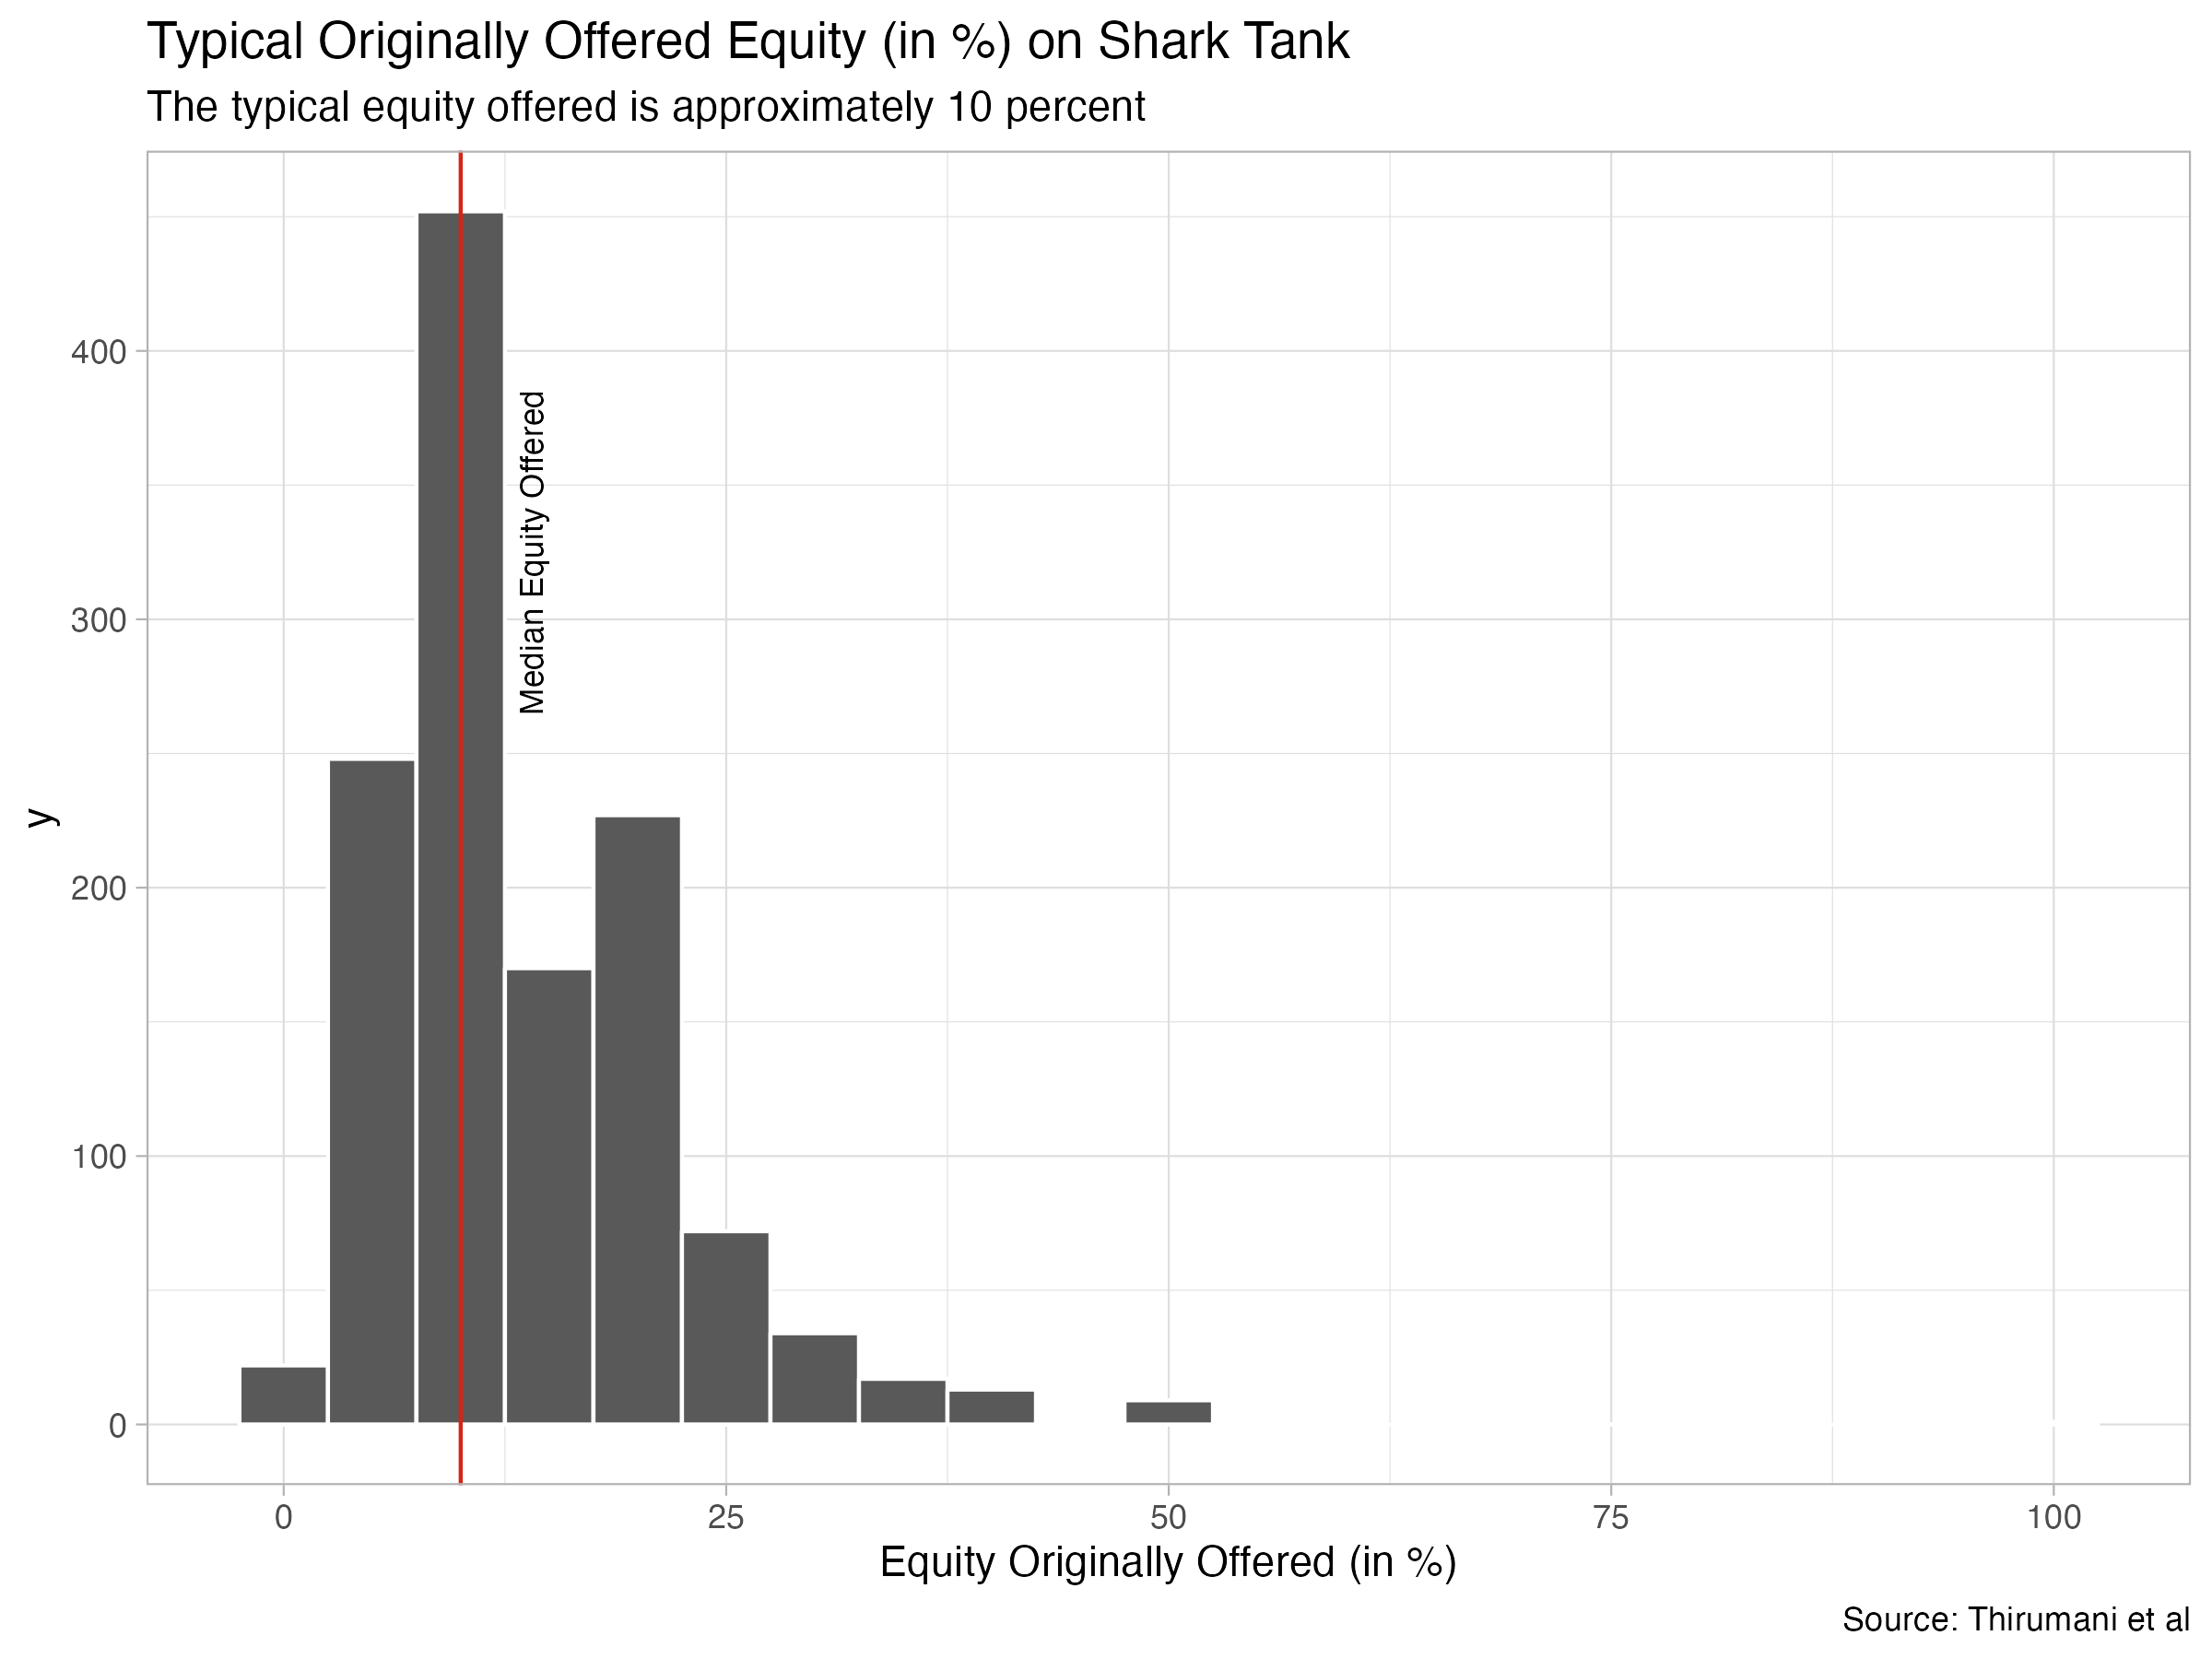 Typical Originally Offered Equity (in %) on Shark Tank
The typical equity offered is approximately 10 percent
400
300
200
100
0
y
Median Equity Offered
0
25
50
75
100
Equity Originally Offered (in %)
Source: Thirumani et al